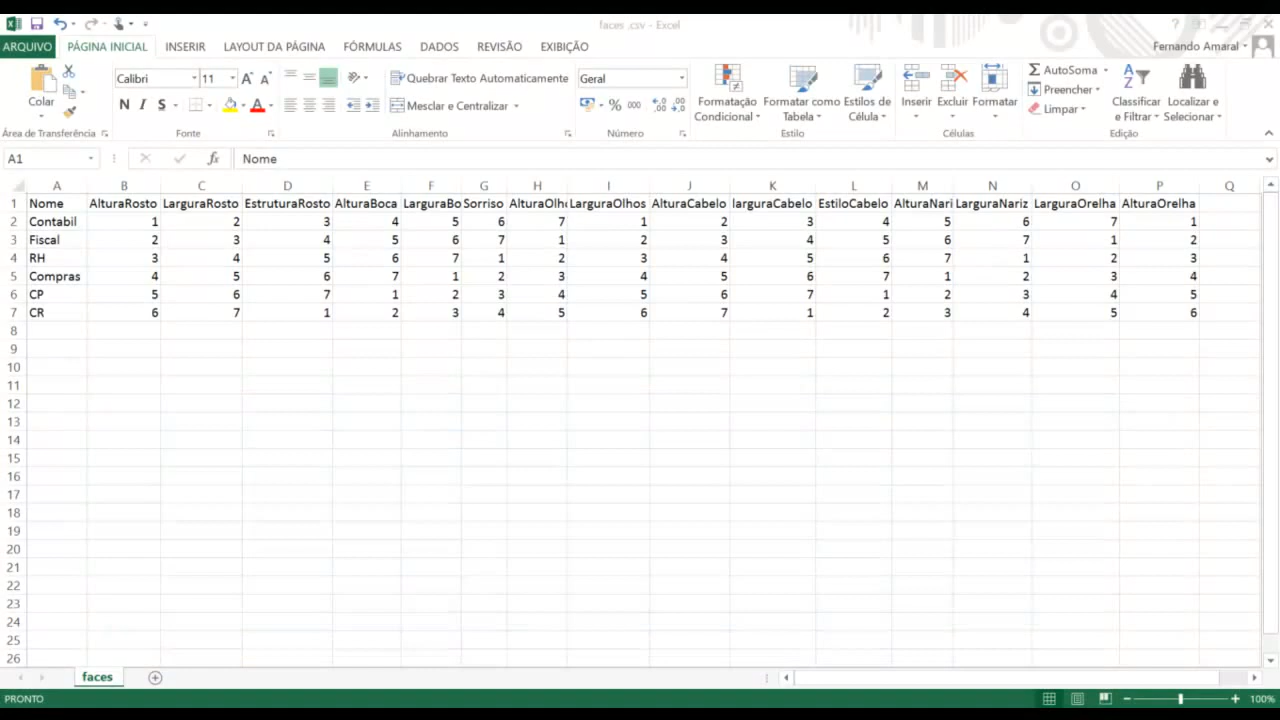 faces .csv - Excel
ARQUIVO PÁGINA INICIAL INSERIR LAYOUT DA PÁGINA FÓRMULAS DADOS REVISÃO EXIBIÇÃO Fernando Amaral
Colar
Calibri 11
N I S
Quebrar Texto Automaticamente
Mesclar e Centralizar
Geral
% 000
Formatação Condicional
Formatar como Tabela
Estilos de Célula
Inserir Excluir Formatar
AutoSoma
Preencher
Limpar
Classificar e Filtrar
Localizar e Selecionar
Área de Transferência Fonte Alinhamento Número Estilo Células Edição
A1 fx Nome
A B C D E F G H I J K L M N O P Q
1 Nome AlturaRosto LarguraRosto EstruturaRosto AlturaBoca LarguraBo Sorriso AlturaOlh LarguraOlhos AlturaCabelo larguraCabelo EstiloCabelo AlturaNari LarguraNariz LarguraOrelha AlturaOrelha
2 Contabil 1 2 3 4 5 6 7 1 2 3 4 5 6 7 1
3 Fiscal 2 3 4 5 6 7 1 2 3 4 5 6 7 1 2
4 RH 3 4 5 6 7 1 2 3 4 5 6 7 1 2 3
5 Compras 4 5 6 7 1 2 3 4 5 6 7 1 2 3 4
6 CP 5 6 7 1 2 3 4 5 6 7 1 2 3 4 5
7 CR 6 7 1 2 3 4 5 6 7 1 2 3 4 5 6
8
9
10
11
12
13
14
15
16
17
18
19
20
21
22
23
24
25
26
faces
PRONTO 100%